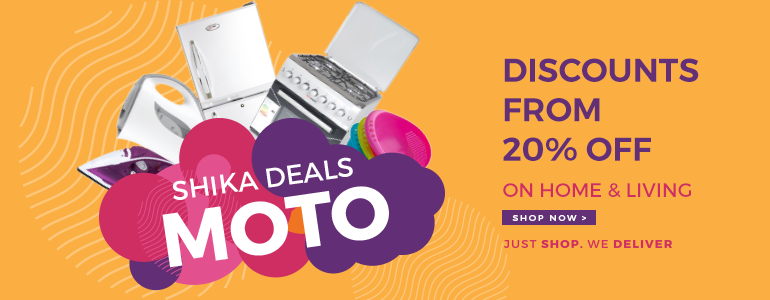 SHIKA DEALS
MOTO
DISCOUNTS
FROM
20% OFF
ON HOME & LIVING
SHOP NOW >
JUST SHOP. WE DELIVER